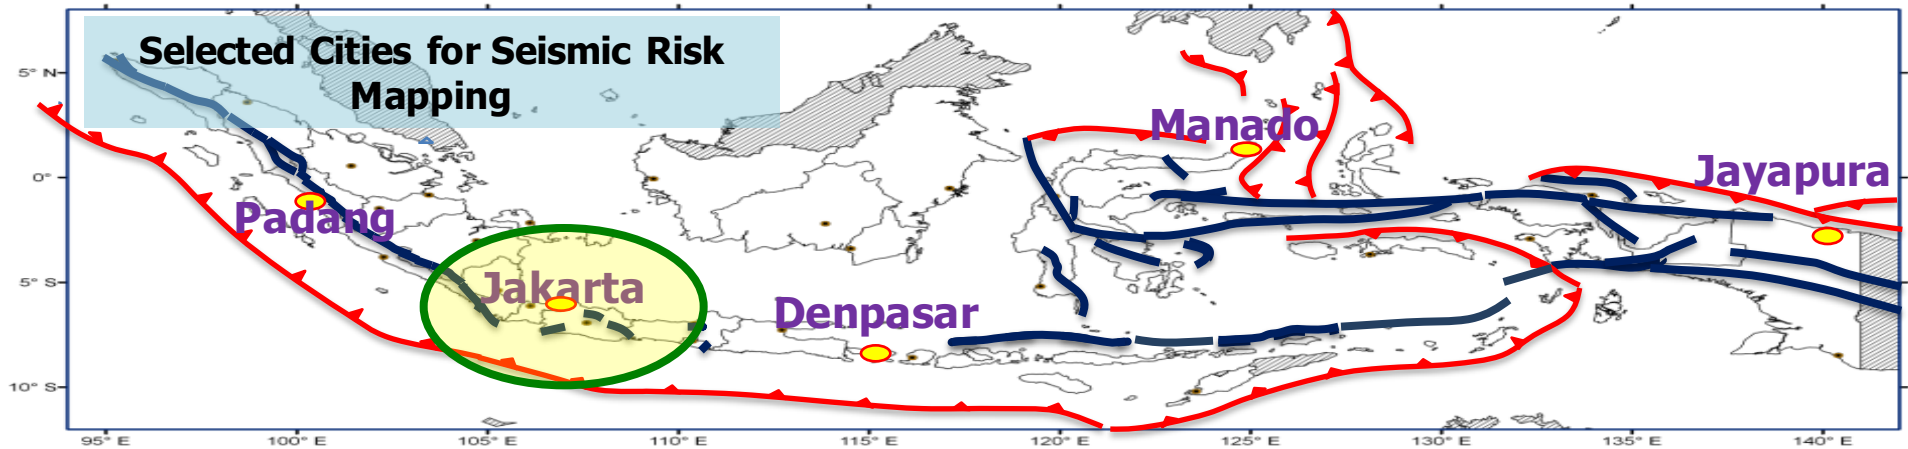 Selected Cities for Seismic Risk
Mapping
5° N
0°
5° S
10° S
Manado
Jayapura
Padang
Jakarta
Denpasar
95° E
100° E
105° E
110° E
115° E
120° E
125° E
130° E
135° E
140° E